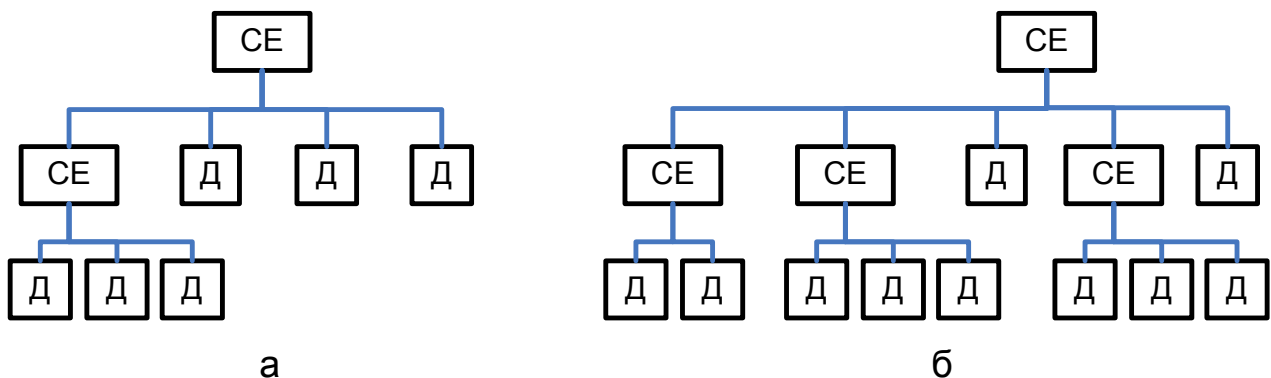 СЕ СЕ
СЕ Д Д Д СЕ СЕ Д СЕ Д
Д Д Д Д Д Д Д Д Д Д Д
а б